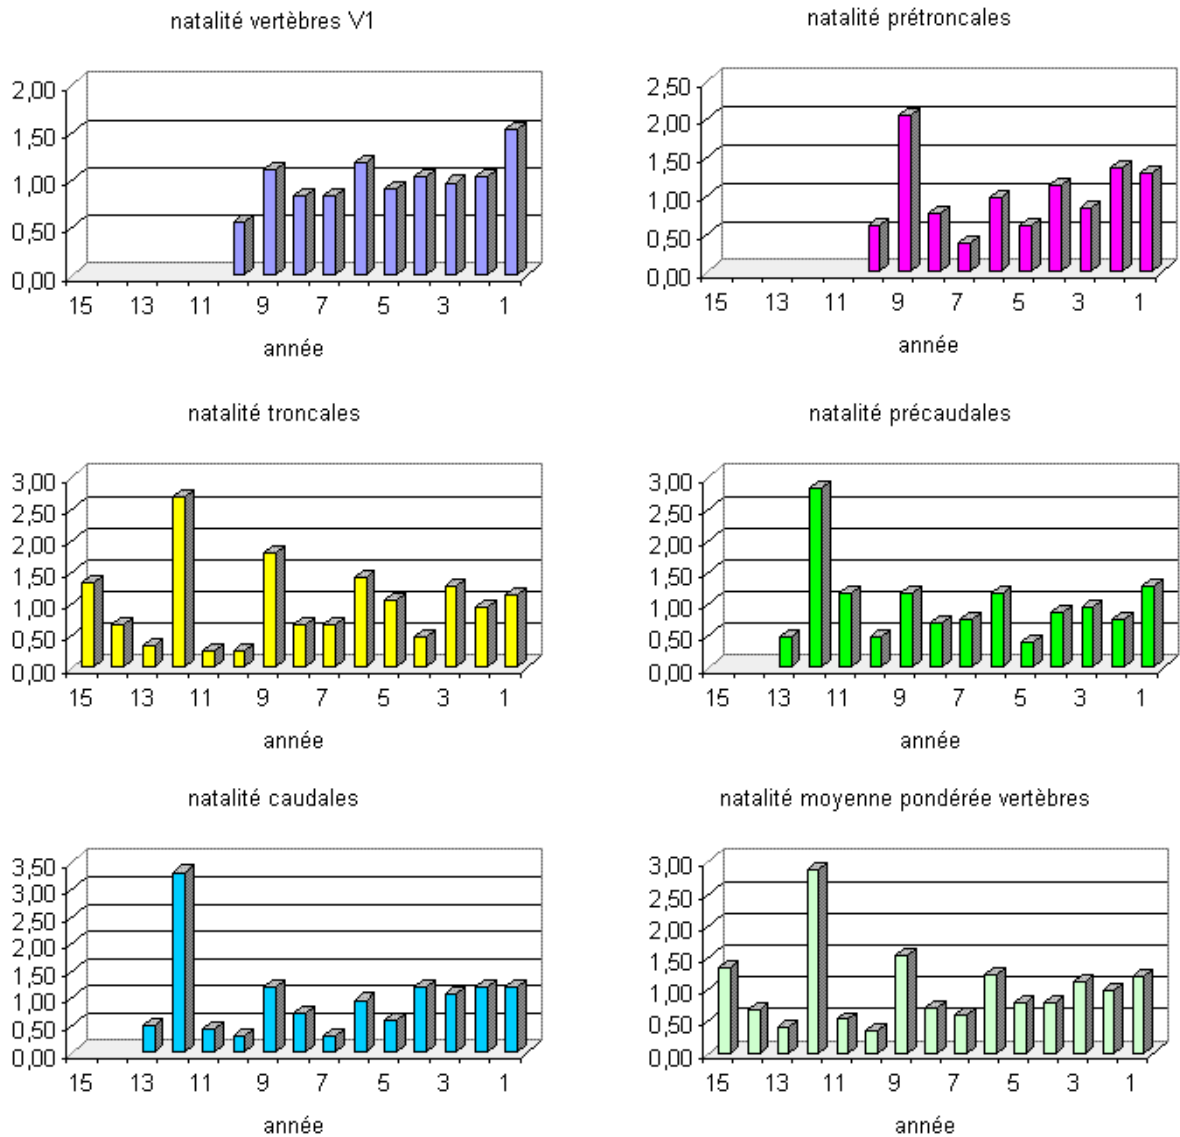 natalité vertèbres V1
2,00
1,50
1,00
0,50
0,00
15 13 11 9 7 5 3 1
année
natalité prétroncales
2,50
2,00
1,50
1,00
0,50
0,00
15 13 11 9 7 5 3 1
année
natalité troncales
3,00
2,50
2,00
1,50
1,00
0,50
0,00
15 13 11 9 7 5 3 1
année
natalité précaudales
3,00
2,50
2,00
1,50
1,00
0,50
0,00
15 13 11 9 7 5 3 1
année
natalité caudales
3,50
3,00
2,50
2,00
1,50
1,00
0,50
0,00
15 13 11 9 7 5 3 1
année
natalité moyenne pondérée vertèbres
3,00
2,50
2,00
1,50
1,00
0,50
0,00
15 13 11 9 7 5 3 1
année